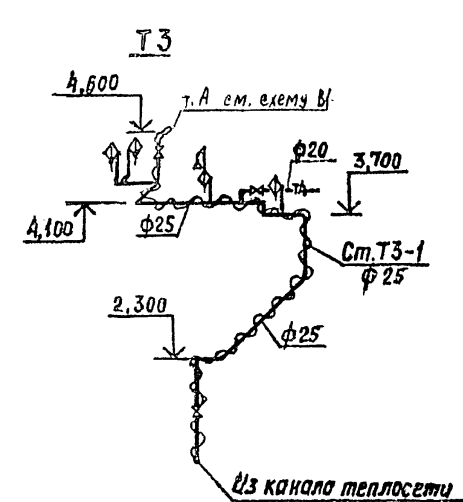 Т3
4,600
т. А см. схему В1
ф20
3,700
4,100
ф25
Ст.Т3-1
ф25
2,300
ф25
Из канала теплосети